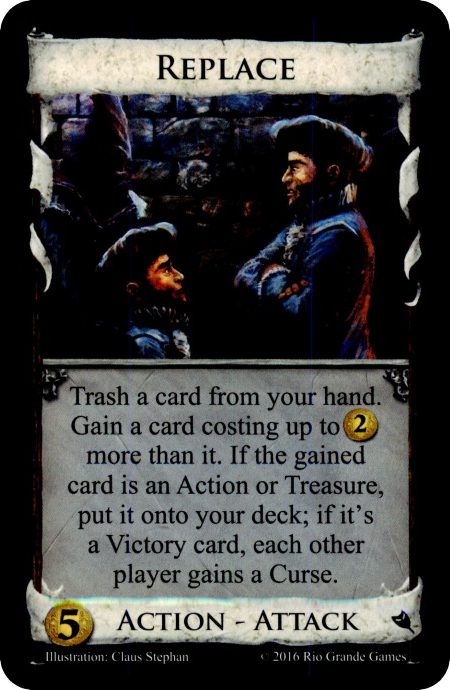 REPLACE
Trash a card from your hand.
Gain a card costing up to 2
more than it. If the gained
card is an Action or Treasure,
put it onto your deck; if it's
a Victory card, each other
player gains a Curse.
5 ACTION - ATTACK
Illustration: Claus Stephan © 2016 Rio Grande Games